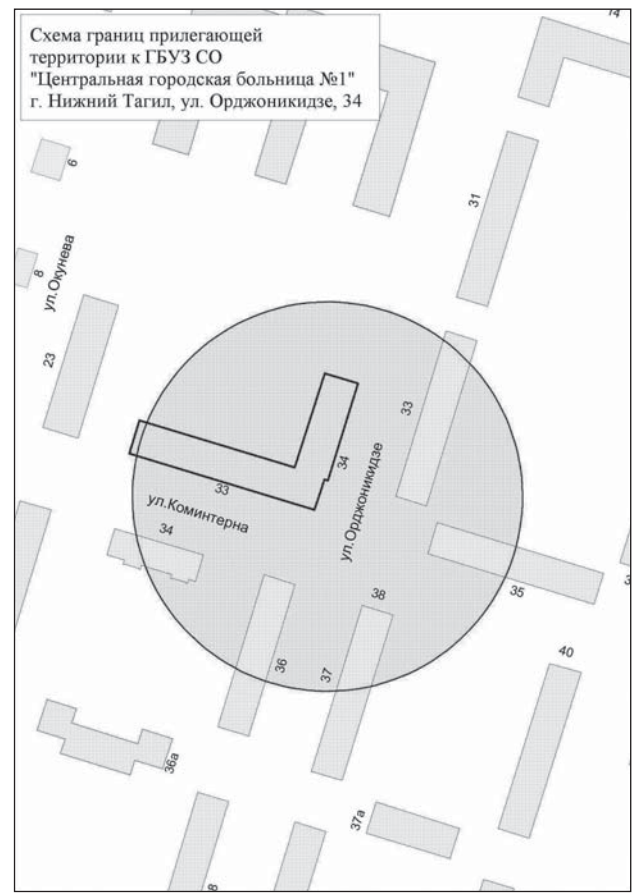 Схема границ прилегающей
территории к ГБУЗ СО
"Центральная городская больница №1"
г. Нижний Тагил, ул. Орджоникидзе, 34
14
6
31
8
ул.Окунева
23
33
34
ул.Орджоникидзе
33
ул.Коминтерна
34
35
38
36
37
40
36а
37а